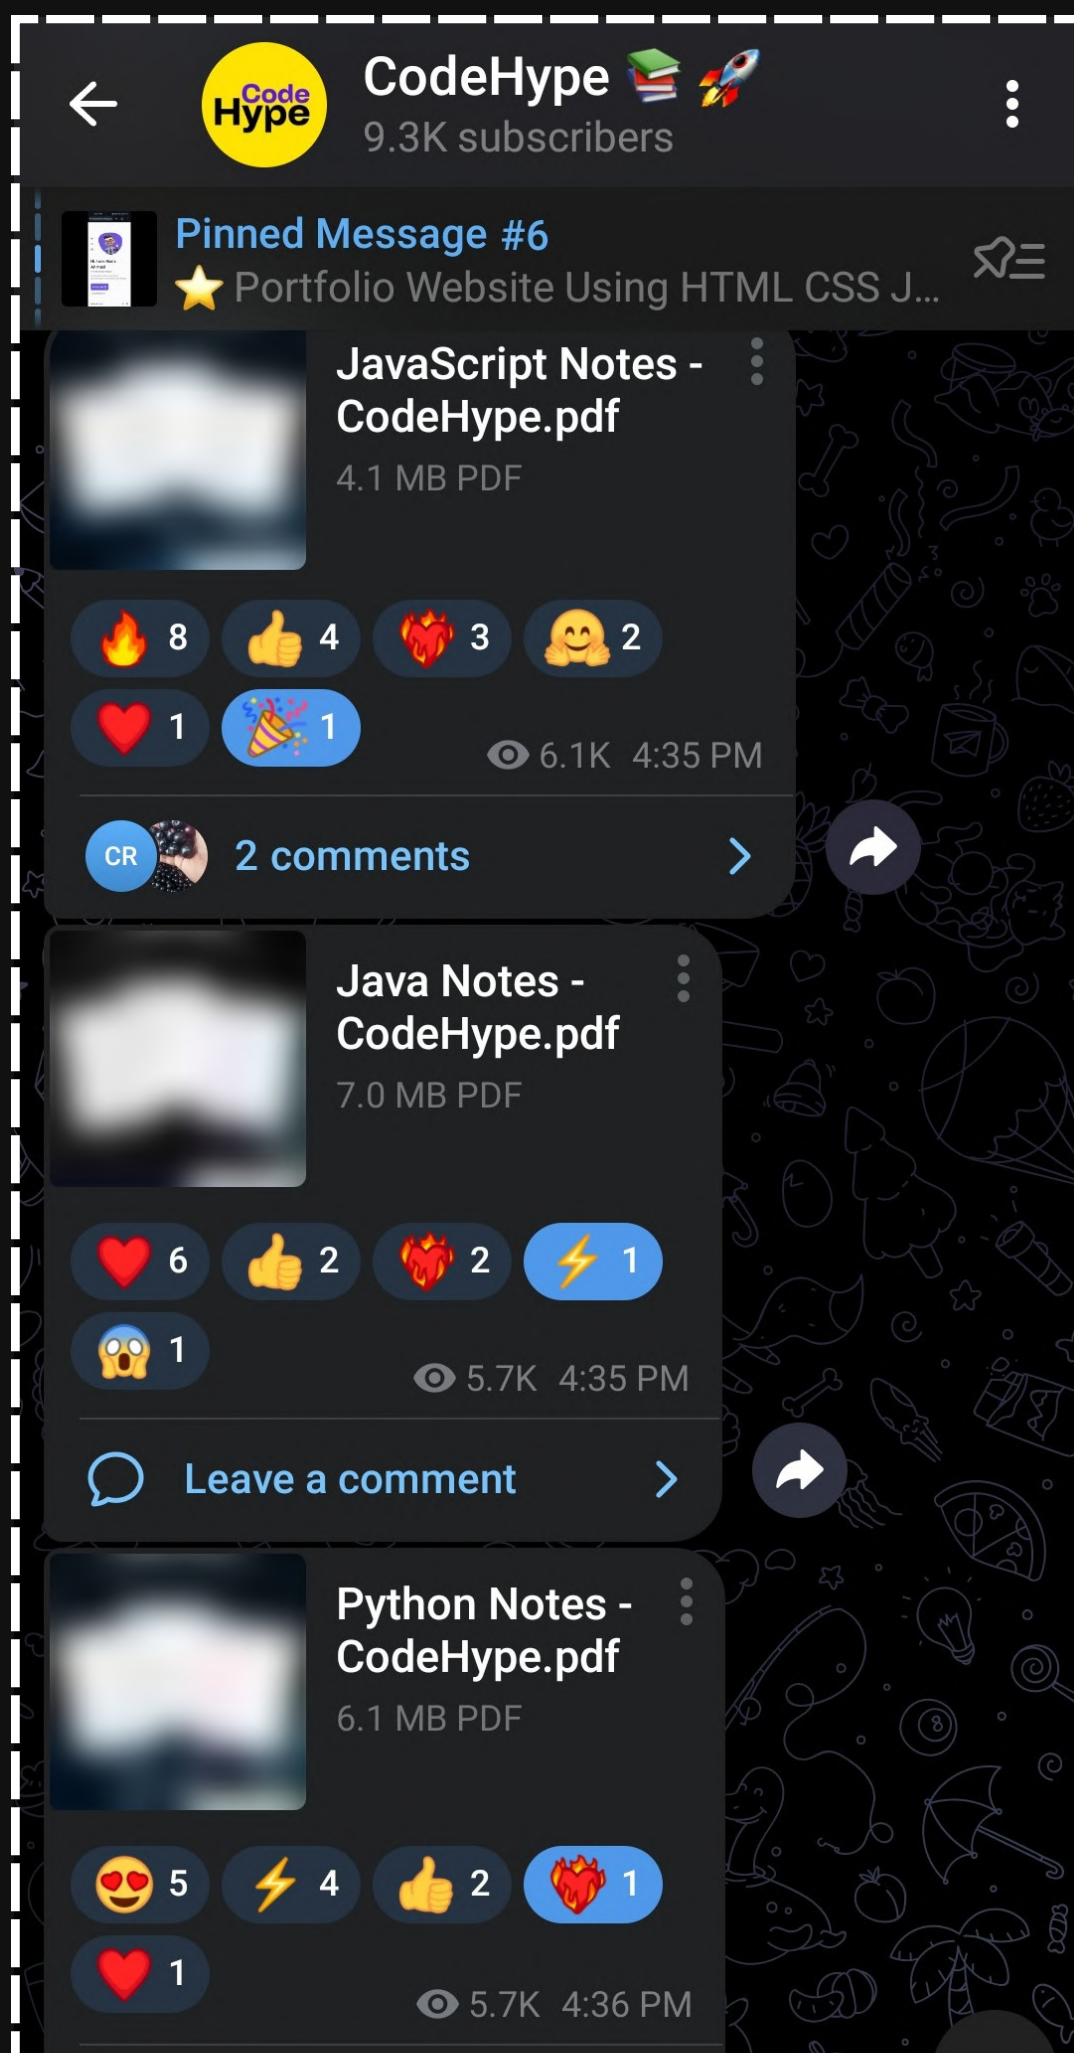 Code
Hype
CodeHype 📚 🚀
9.3K subscribers
Pinned Message #6
⭐ Portfolio Website Using HTML CSS J...
JavaScript Notes -
CodeHype.pdf
4.1 MB PDF
🔥 8 👍 4 ❤️‍🔥 3 🤗 2
❤️ 1 🎉 1
6.1K 4:35 PM
CR
2 comments
Java Notes -
CodeHype.pdf
7.0 MB PDF
❤️ 6 👍 2 ❤️‍🔥 2 ⚡ 1
😱 1
5.7K 4:35 PM
Leave a comment
Python Notes -
CodeHype.pdf
6.1 MB PDF
😍 5 ⚡ 4 👍 2 ❤️‍🔥 1
❤️ 1
5.7K 4:36 PM